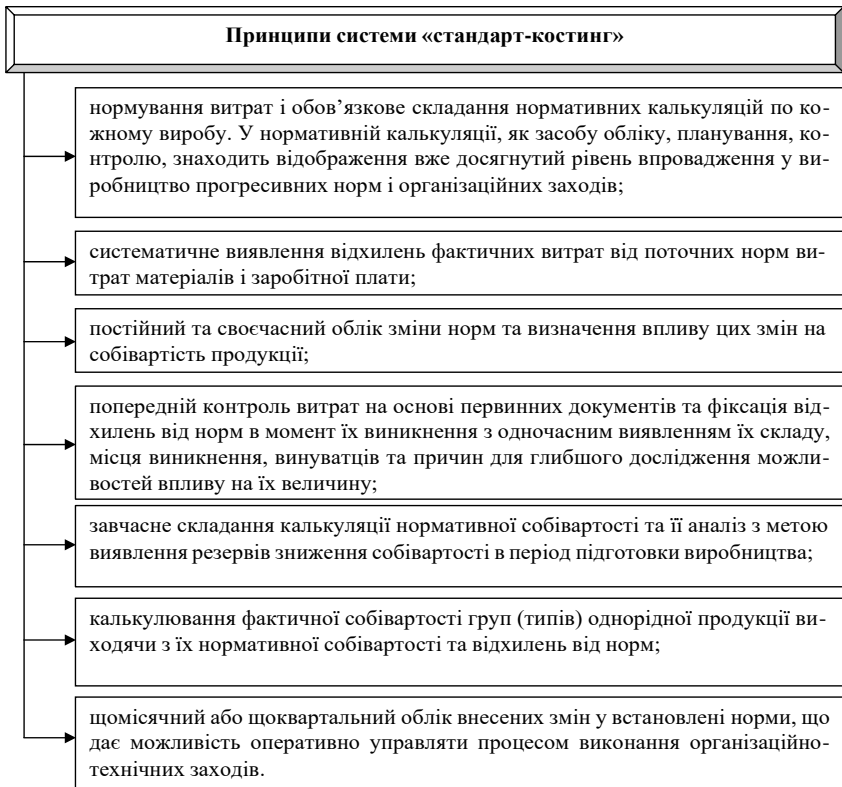 Принципи системи «стандарт-костинг»
нормування витрат і обов’язкове складання нормативних калькуляцій по ко-
жному виробу. У нормативній калькуляції, як засобу обліку, планування, ко-
нтролю, знаходить відображення вже досягнутий рівень впровадження у ви-
робництво прогресивних норм і організаційних заходів;
систематичне виявлення відхилень фактичних витрат від поточних норм ви-
трат матеріалів і заробітної плати;
постійний та своєчасний облік зміни норм та визначення впливу цих змін на
собівартість продукції;
попередній контроль витрат на основі первинних документів та фіксація від-
хилень від норм в момент їх виникнення з одночасним виявленням їх складу,
місця виникнення, винуватців та причин для глибшого дослідження можли-
востей впливу на їх величину;
завчасне складання калькуляції нормативної собівартості та її аналіз з метою
виявлення резервів зниження собівартості в період підготовки виробництва;
калькулювання фактичної собівартості груп (типів) однорідної продукції ви-
ходячи з їх нормативної собівартості та відхилень від норм;
щомісячний або щоквартальний облік внесених змін у встановлені норми, що
дає можливість оперативно управляти процесом виконання організаційно-
технічних заходів.